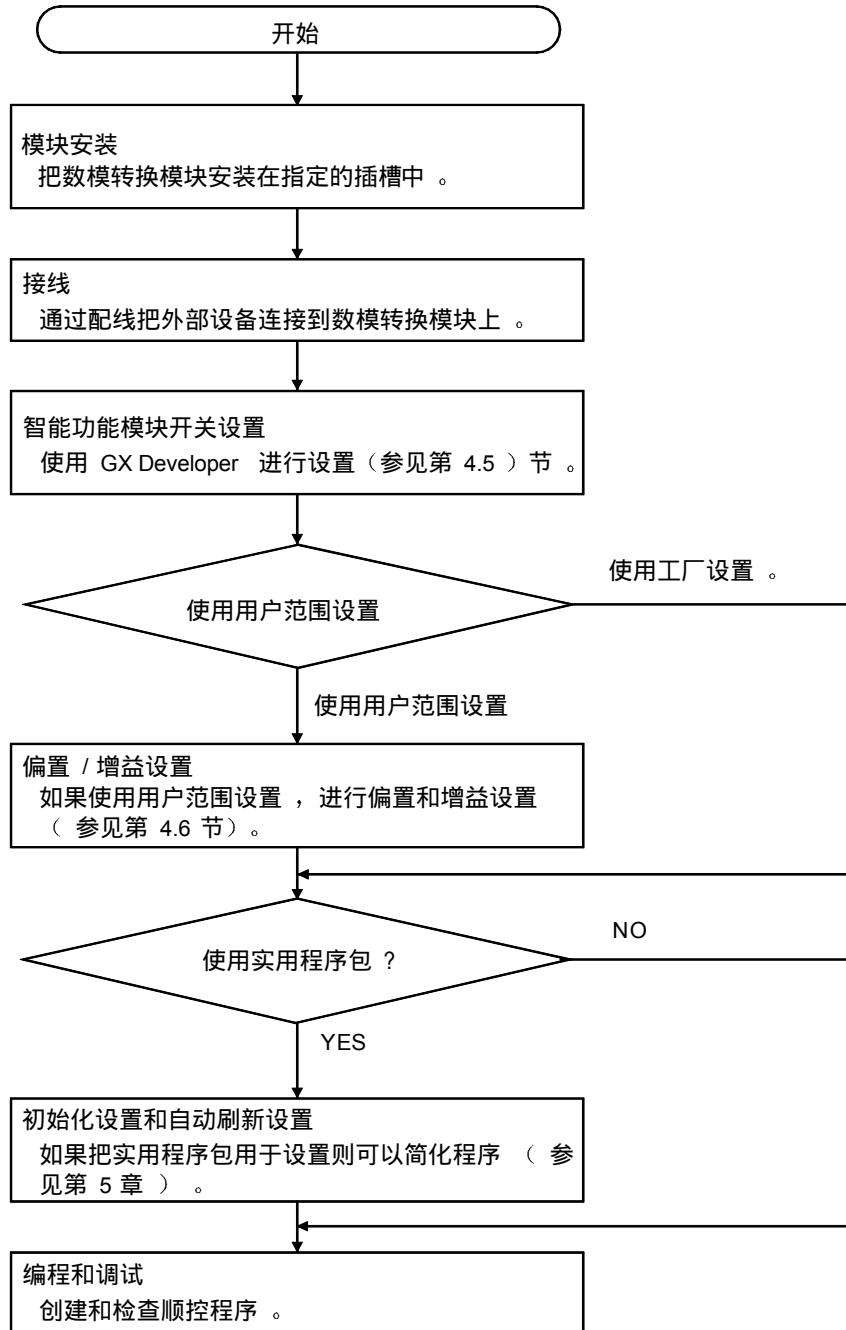 开始
模块安装
把数模转换模块安装在指定的插槽中 。
接线
通过配线把外部设备连接到数模转换模块上 。
智能功能模块开关设置
使用 GX Developer 进行设置（参见第 4.5 ）节 。
使用工厂设置 。
使用用户范围设置
使用用户范围设置
偏置 / 增益设置
如果使用用户范围设置 ，进行偏置和增益设置
（ 参见第 4.6 节）。
NO
使用实用程序包 ？
YES
初始化设置和自动刷新设置
如果把实用程序包用于设置则可以简化程序 （ 参
见第 5 章 ） 。
编程和调试
创建和检查顺控程序 。